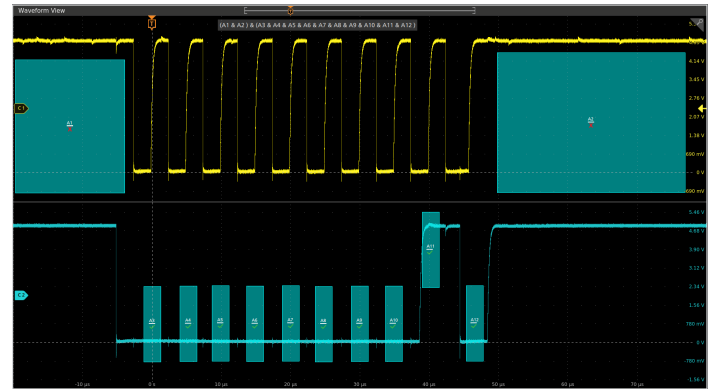 Waveform View
(A1 & A2 ) & (A3 & A4 & A5 & A6 & A7 & A8 & A9 & A10 & A11 & A12 )
4.14 V
3.45 V
C 1
2.76 V
A1
A2
2.07 V
1.38 V
690 mV
0 V
-690 mV
5.46 V
4.68 V
3.90 V
A11
3.12 V
C 2
2.34 V
1.56 V
A3 A4 A5 A6 A7 A8 A9 A10 A12
780 mV
0 V
-780 mV
-1.56 V
-10 µs 0 s 10 µs 20 µs 30 µs 40 µs 50 µs 60 µs 70 µs